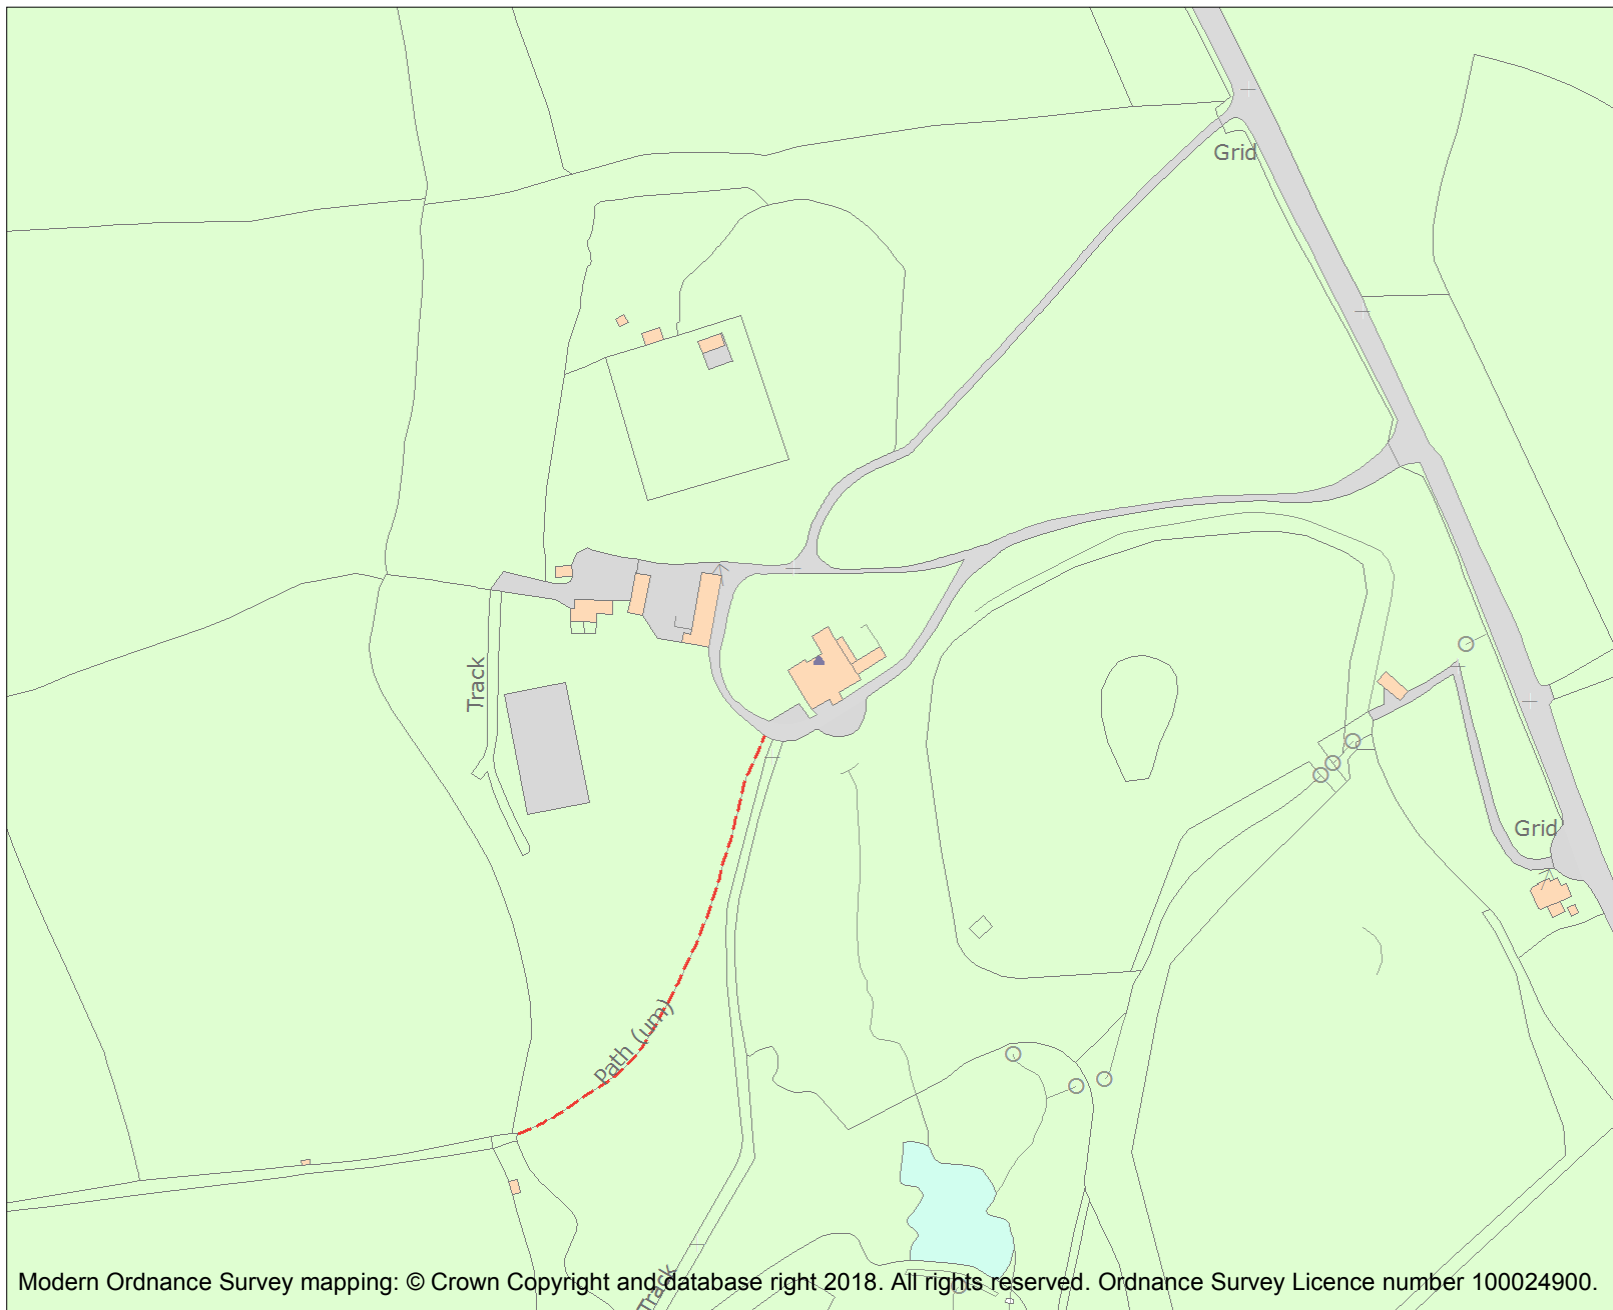 Grid
Track
Grid
Path (um)
Track
Modern Ordnance Survey mapping: © Crown Copyright and database right 2018. All rights reserved. Ordnance Survey Licence number 100024900.